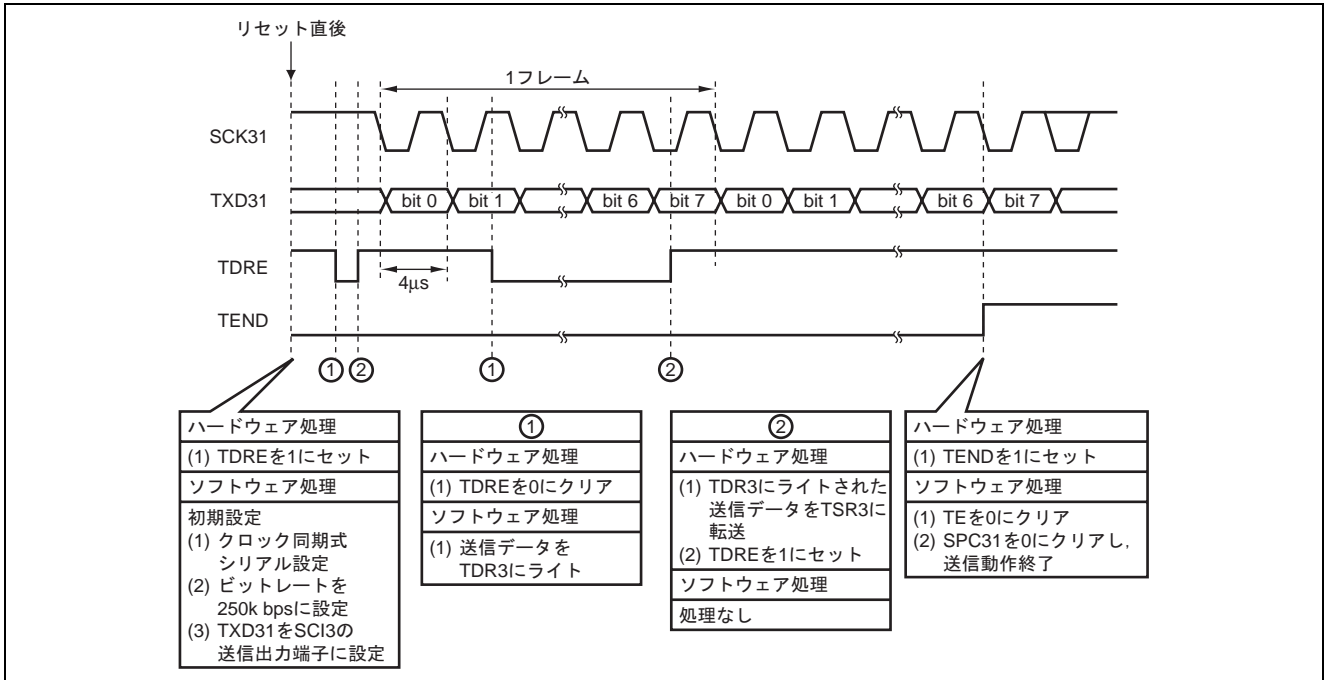 リセット直後
1フレーム
SCK31
TXD31
bit 0
bit 1
bit 6
bit 7
bit 0
bit 1
bit 6
bit 7
TDRE
4μs
TEND
①
②
①
②
ハードウェア処理
(1) TDREを1にセット
ソフトウェア処理
初期設定
(1) クロック同期式
シリアル設定
(2) ビットレートを
250k bpsに設定
(3) TXD31をSCI3の
送信出力端子に設定
①
ハードウェア処理
(1) TDREを0にクリア
ソフトウェア処理
(1) 送信データを
TDR3にライト
②
ハードウェア処理
(1) TDR3にライトされた
送信データをTSR3に
転送
(2) TDREを1にセット
ソフトウェア処理
処理なし
ハードウェア処理
(1) TENDを1にセット
ソフトウェア処理
(1) TEを0にクリア
(2) SPC31を0にクリアし,
送信動作終了